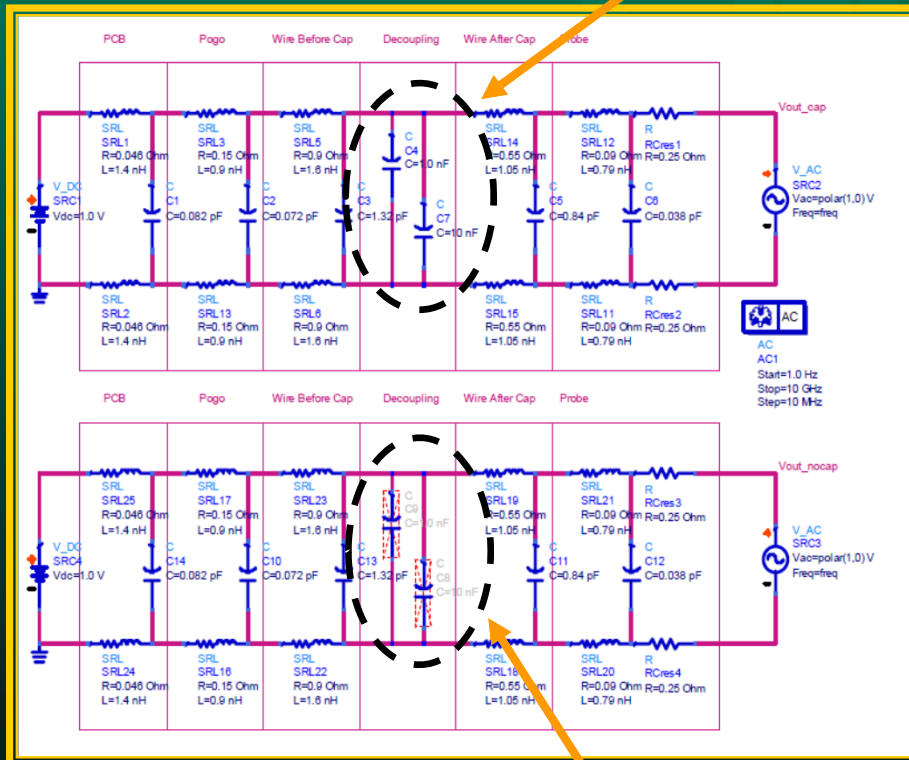 PCB Pogo Wire Before Cap Decoupling Wire After Cap Probe
Vout_cap
SRL
SRL1
R=0.046 Ohm
L=1.4 nH
SRL
SRL3
R=0.15 Ohm
L=0.9 nH
SRL
SRL5
R=0.9 Ohm
L=1.6 nH
C
C4
C=1.0 nF
SRL
SRL14
R=0.55 Ohm
L=1.05 nH
SRL
SRL12
R=0.09 Ohm
L=0.79 nH
R
RCres1
R=0.25 Ohm
V_DC
SRC1
Vdc=1.0 V
C
C1
C=0.082 pF
C
C2
C=0.072 pF
C
C3
C=1.32 pF
C
C7
C=10 nF
C
C5
C=0.84 pF
C
C6
C=0.038 pF
V_AC
SRC2
Vac=polar(1,0) V
Freq=freq
SRL
SRL2
R=0.046 Ohm
L=1.4 nH
SRL
SRL13
R=0.15 Ohm
L=0.9 nH
SRL
SRL6
R=0.9 Ohm
L=1.6 nH
SRL
SRL15
R=0.55 Ohm
L=1.05 nH
SRL
SRL11
R=0.09 Ohm
L=0.79 nH
R
RCres2
R=0.25 Ohm
AC
AC
AC1
Start=1.0 Hz
Stop=10 GHz
Step=10 MHz
PCB Pogo Wire Before Cap Decoupling Wire After Cap Probe
Vout_nocap
SRL
SRL25
R=0.046 Ohm
L=1.4 nH
SRL
SRL17
R=0.15 Ohm
L=0.9 nH
SRL
SRL23
R=0.9 Ohm
L=1.6 nH
C
C9
C=1.0 nF
SRL
SRL19
R=0.55 Ohm
L=1.05 nH
SRL
SRL21
R=0.09 Ohm
L=0.79 nH
R
RCres3
R=0.25 Ohm
V_DC
SRC4
Vdc=1.0 V
C
C14
C=0.082 pF
C
C10
C=0.072 pF
C
C13
C=1.32 pF
C
C8
C=10 nF
C
C11
C=0.84 pF
C
C12
C=0.038 pF
V_AC
SRC3
Vac=polar(1,0) V
Freq=freq
SRL
SRL24
R=0.046 Ohm
L=1.4 nH
SRL
SRL16
R=0.15 Ohm
L=0.9 nH
SRL
SRL22
R=0.9 Ohm
L=1.6 nH
SRL
SRL18
R=0.55 Ohm
L=1.05 nH
SRL
SRL20
R=0.09 Ohm
L=0.79 nH
R
RCres4
R=0.25 Ohm